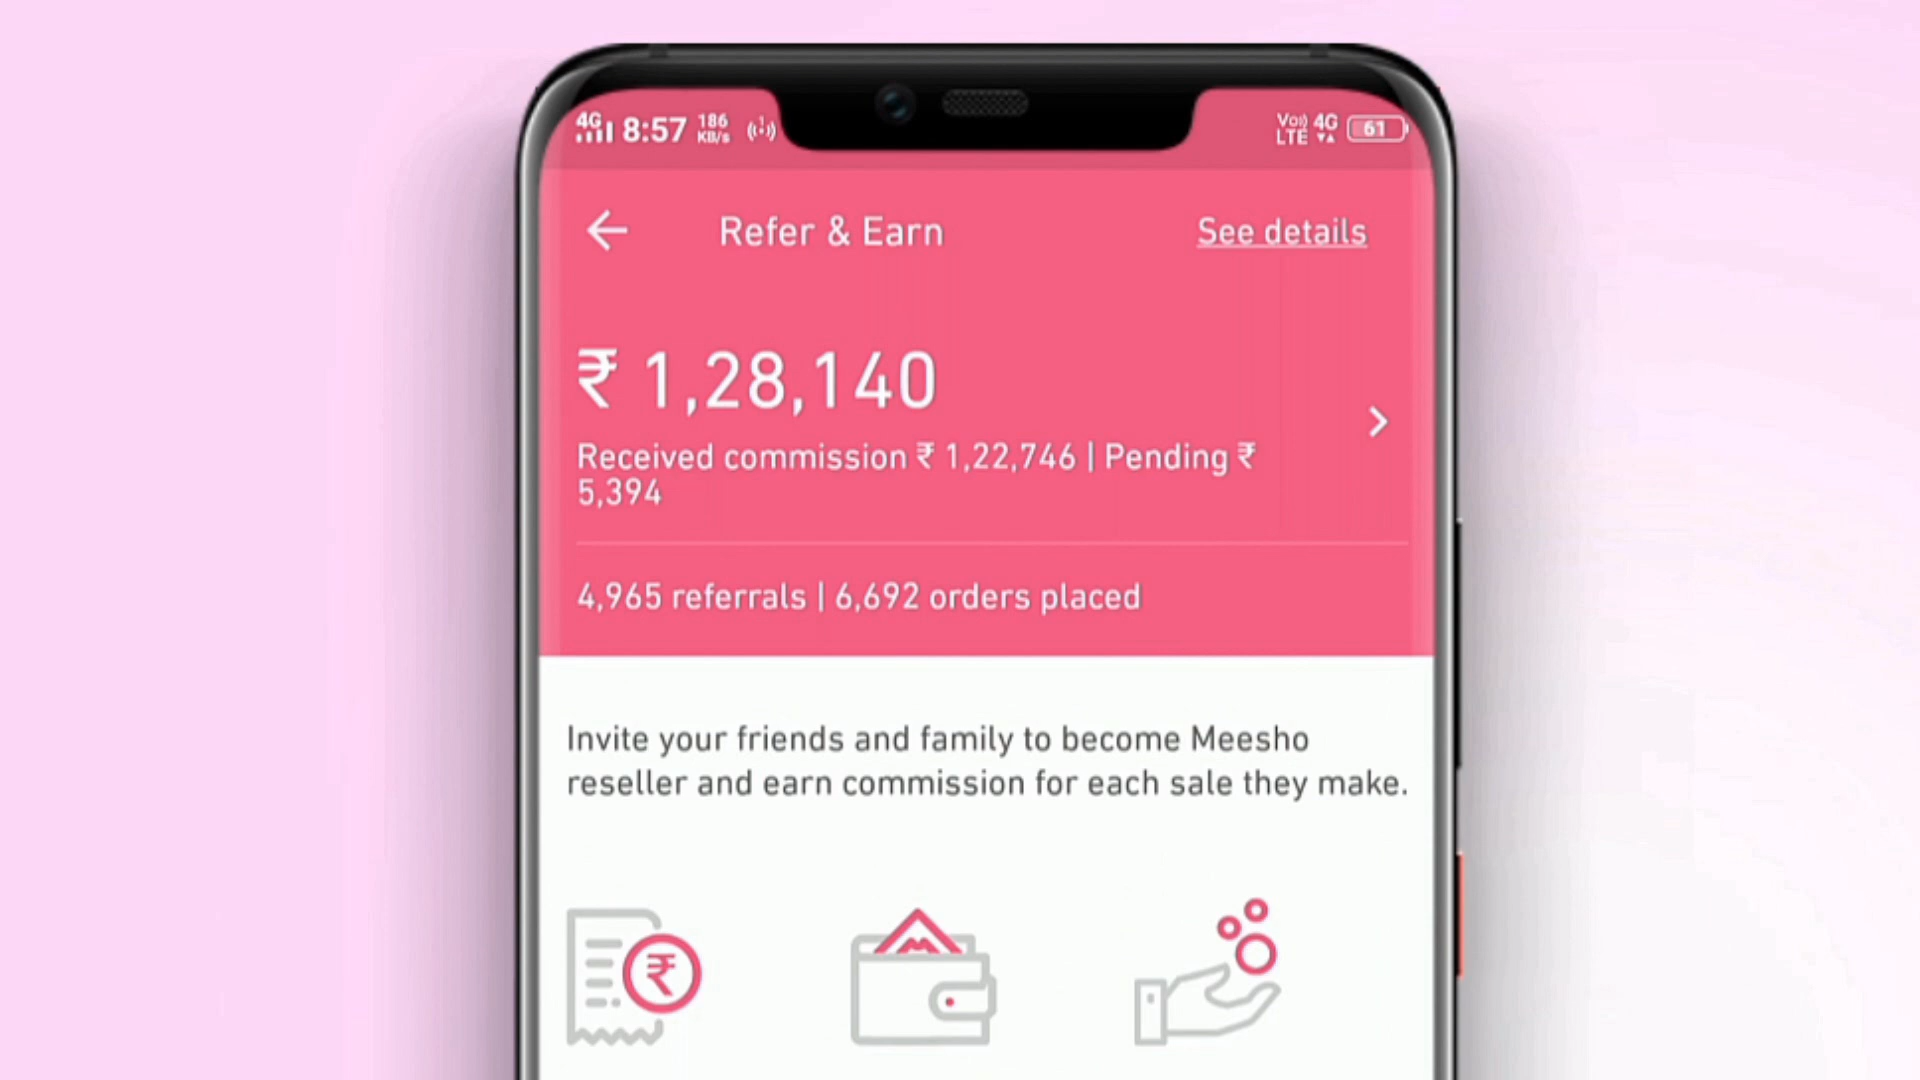 4G 8:57 186 KB/s
VoLTE 4G 61
Refer & Earn
See details
₹ 1,28,140
Received commission ₹ 1,22,746 | Pending ₹
5,394
4,965 referrals | 6,692 orders placed
Invite your friends and family to become Meesho
reseller and earn commission for each sale they make.
₹